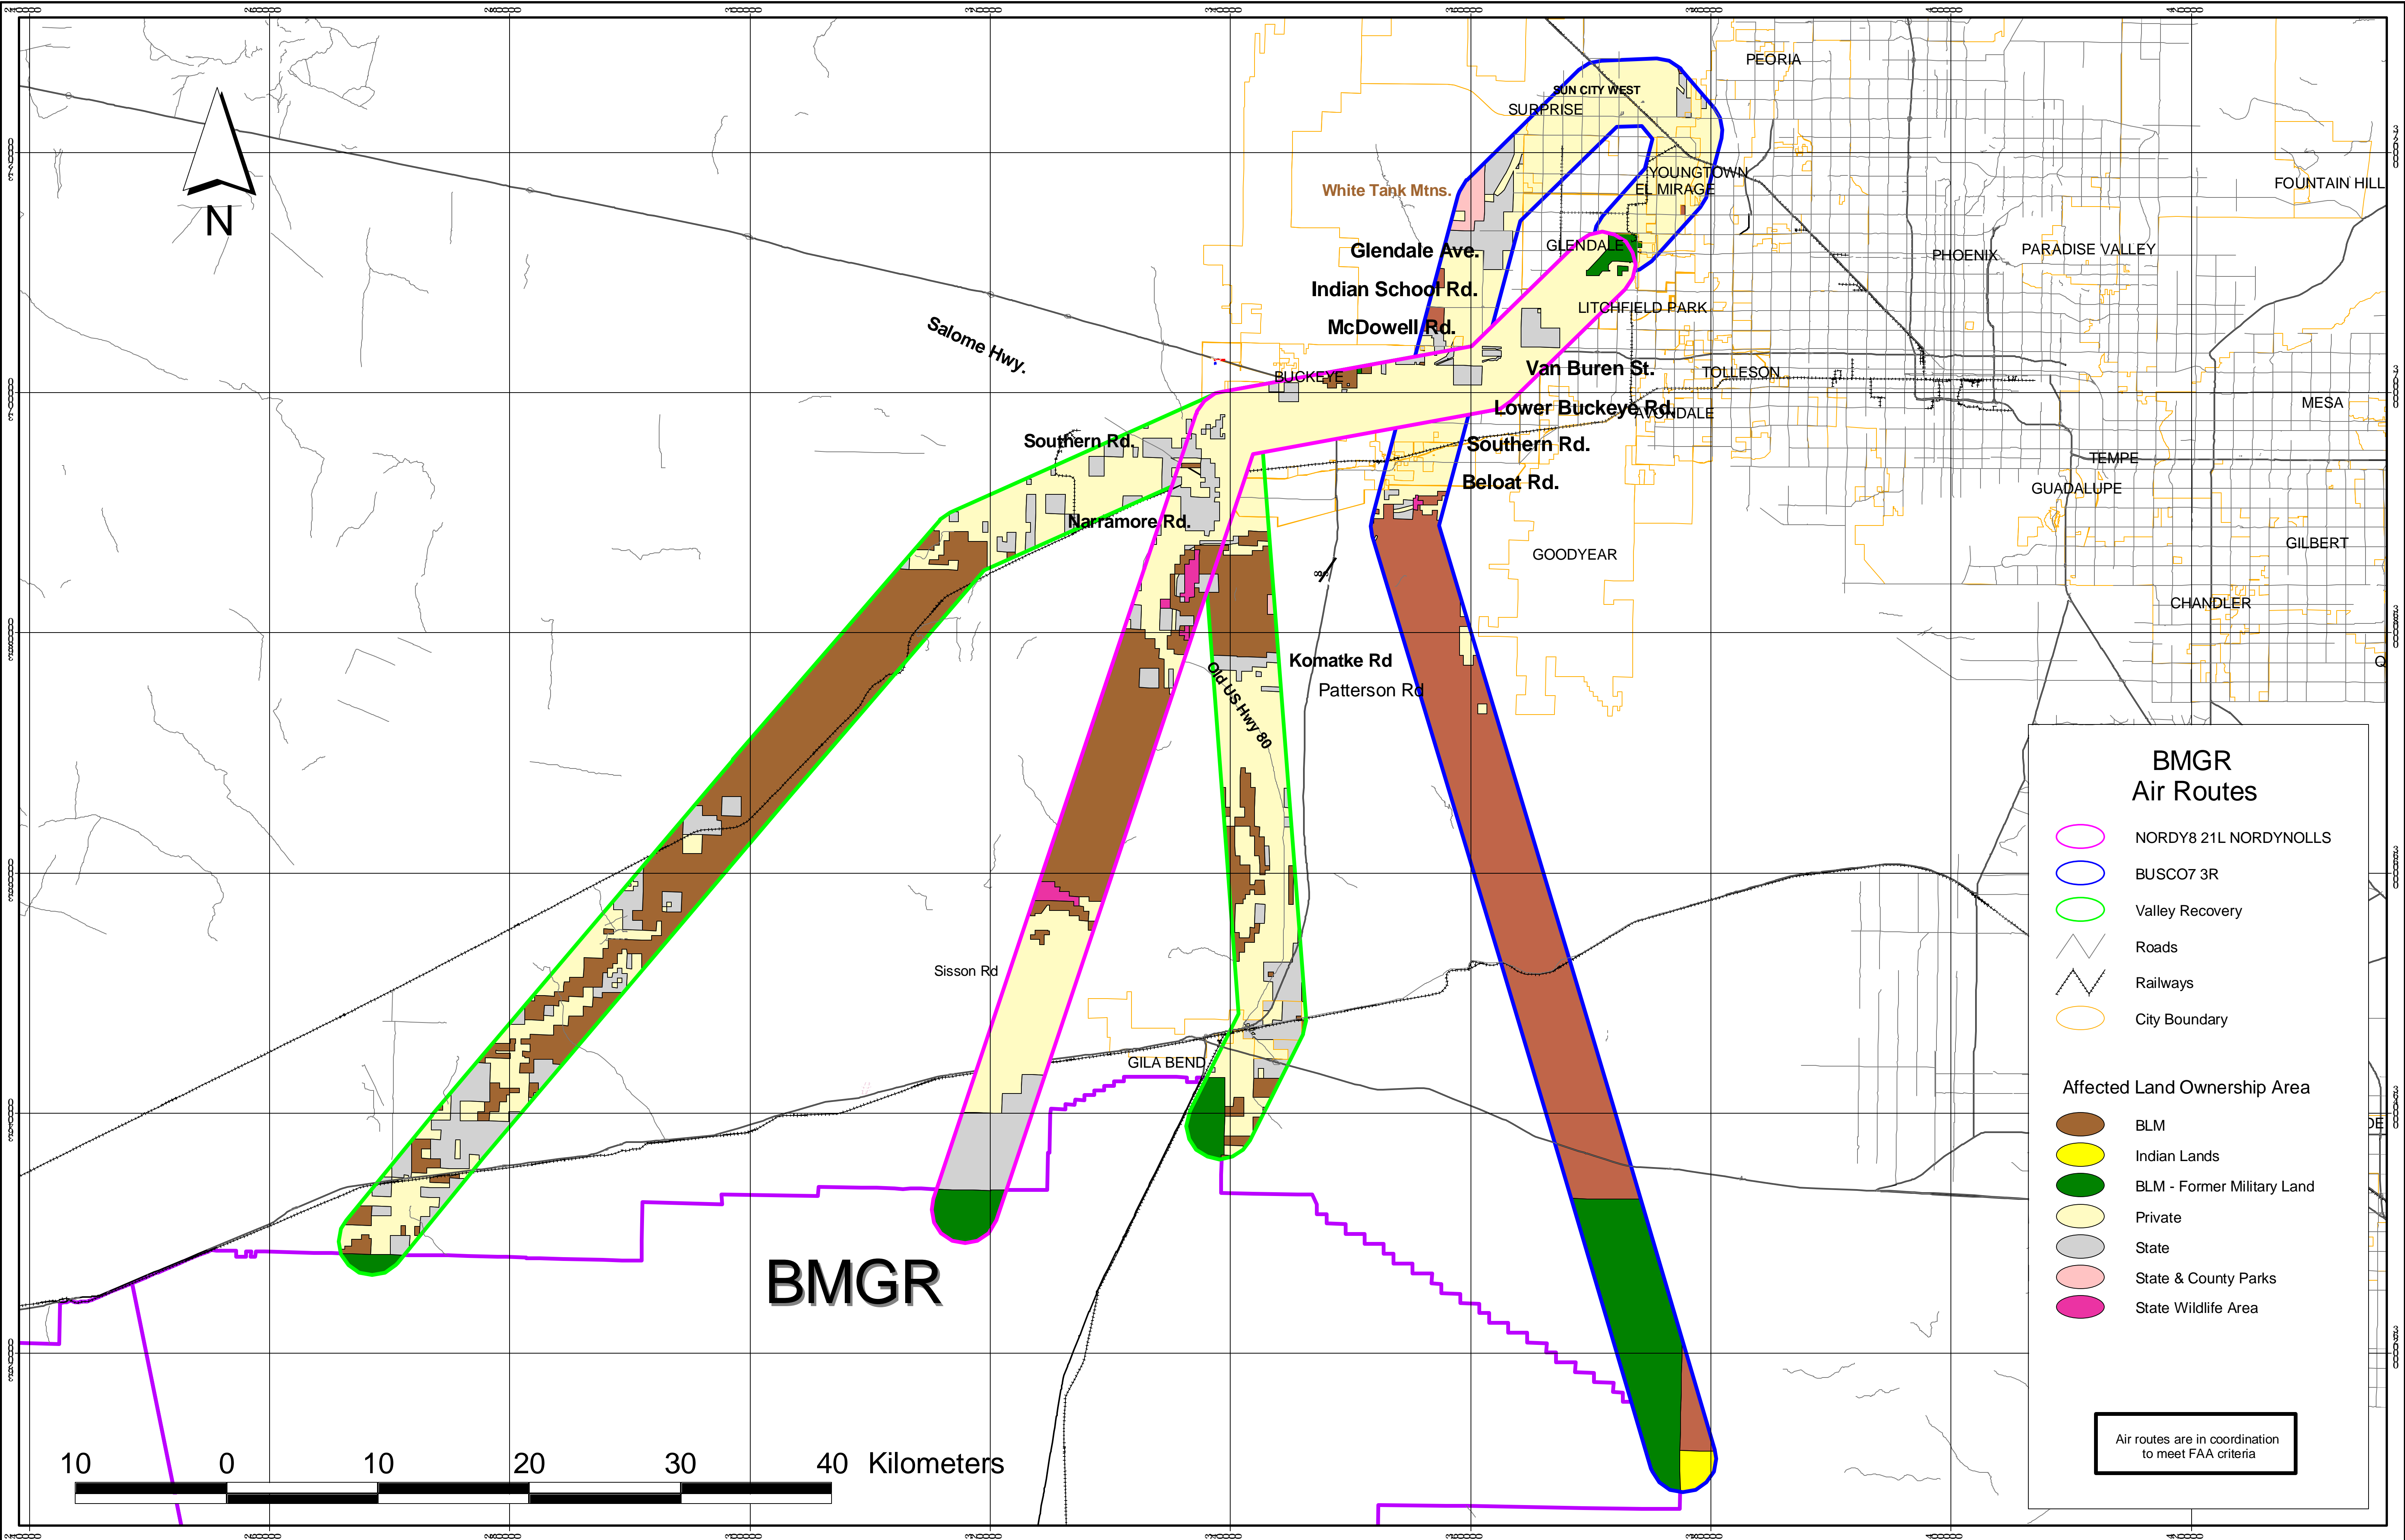 PEORIA
SUN CITY WEST
SURPRISE
YOUNGTOWN
EL MIRAGE
White Tank Mtns.
FOUNTAIN HILL
N
Glendale Ave.
GLENDALE
PHOENIX
PARADISE VALLEY
Indian School Rd.
LITCHFIELD PARK
McDowell Rd.
Salome Hwy.
BUCKEYE
Van Buren St.
TOLLESON
Lower Buckeye Rd.
AVONDALE
MESA
Southern Rd.
Southern Rd.
TEMPE
Beloat Rd.
GUADALUPE
Narramore Rd.
GOODYEAR
GILBERT
CHANDLER
Komatke Rd
Q
Patterson Rd
Old US Hwy 80
Sisson Rd
GILA BEND
DE
BMGR
10 0 10 20 30 40 Kilometers
BMGR
Air Routes
NORDY8 21L NORDYNOLLS
BUSCO7 3R
Valley Recovery
Roads
Railways
City Boundary
Affected Land Ownership Area
BLM
Indian Lands
BLM - Former Military Land
Private
State
State & County Parks
State Wildlife Area
Air routes are in coordination
to meet FAA criteria